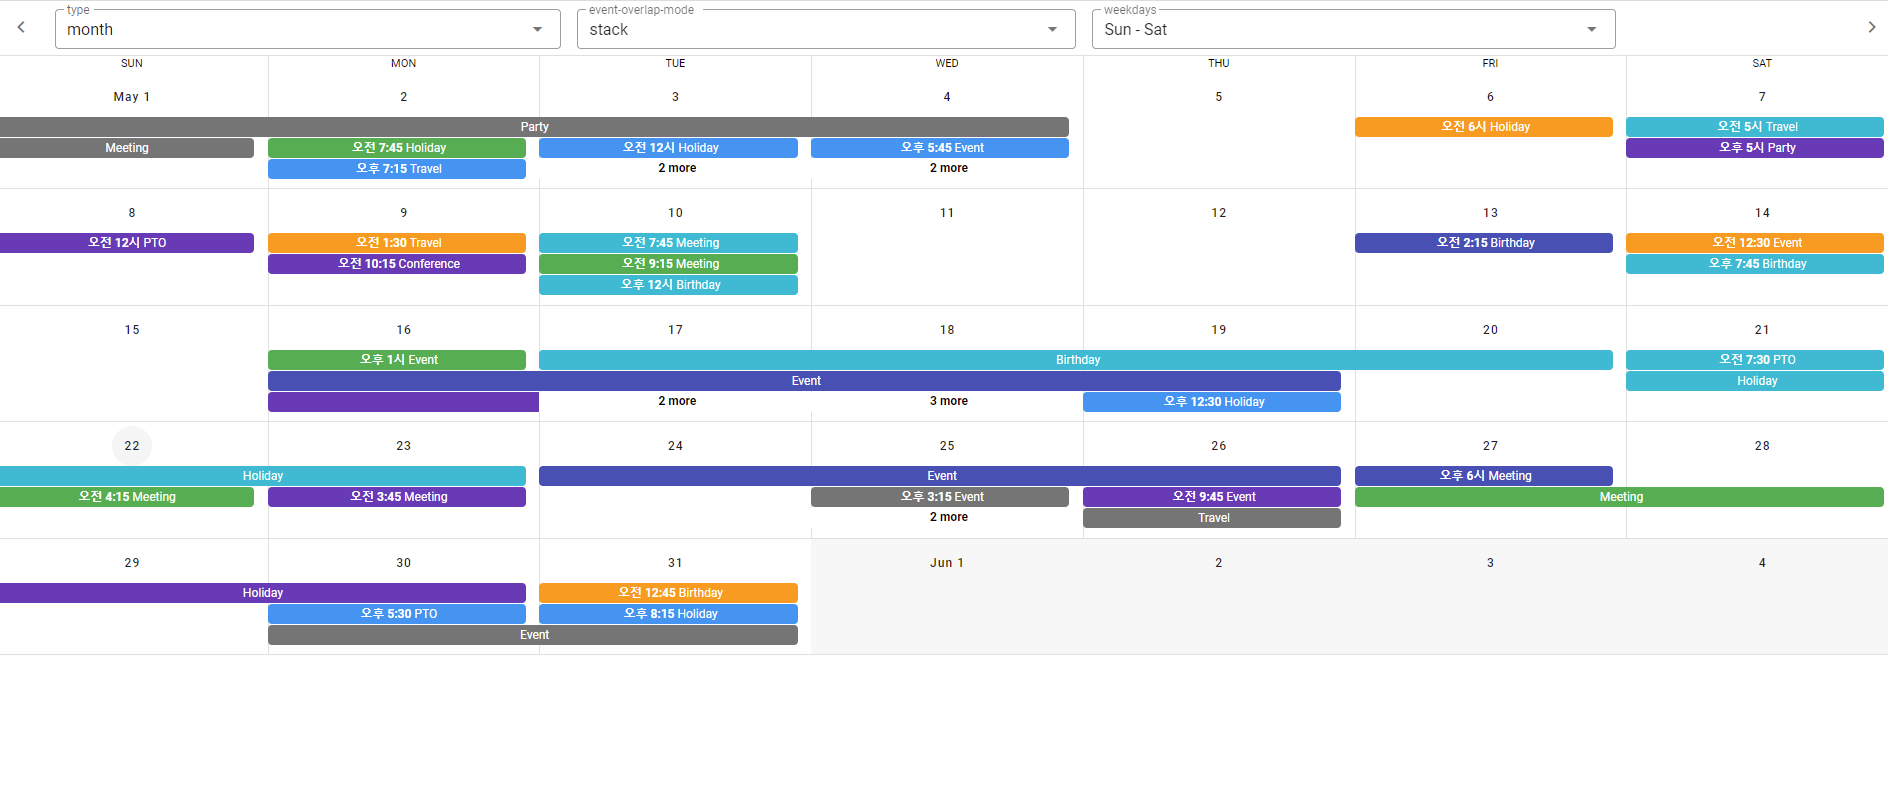 type
month
event-overlap-mode
stack
weekdays
Sun - Sat
SUN MON TUE WED THU FRI SAT
May 1 2 3 4 5 6 7
Party
오전 6시 Holiday
오전 5시 Travel
Meeting
오전 7:45 Holiday
오전 12시 Holiday
오후 5:45 Event
오후 5시 Party
오후 7:15 Travel
2 more
2 more
8 9 10 11 12 13 14
오전 12시 PTO
오전 1:30 Travel
오전 7:45 Meeting
오전 2:15 Birthday
오전 12:30 Event
오전 10:15 Conference
오전 9:15 Meeting
오후 7:45 Birthday
오후 12시 Birthday
15 16 17 18 19 20 21
오후 1시 Event
Birthday
오전 7:30 PTO
Event
Holiday
2 more
3 more
오후 12:30 Holiday
22 23 24 25 26 27 28
Holiday
Event
오후 6시 Meeting
오전 4:15 Meeting
오전 3:45 Meeting
오후 3:15 Event
오전 9:45 Event
Meeting
2 more
Travel
29 30 31 Jun 1 2 3 4
Holiday
오전 12:45 Birthday
오후 5:30 PTO
오후 8:15 Holiday
Event